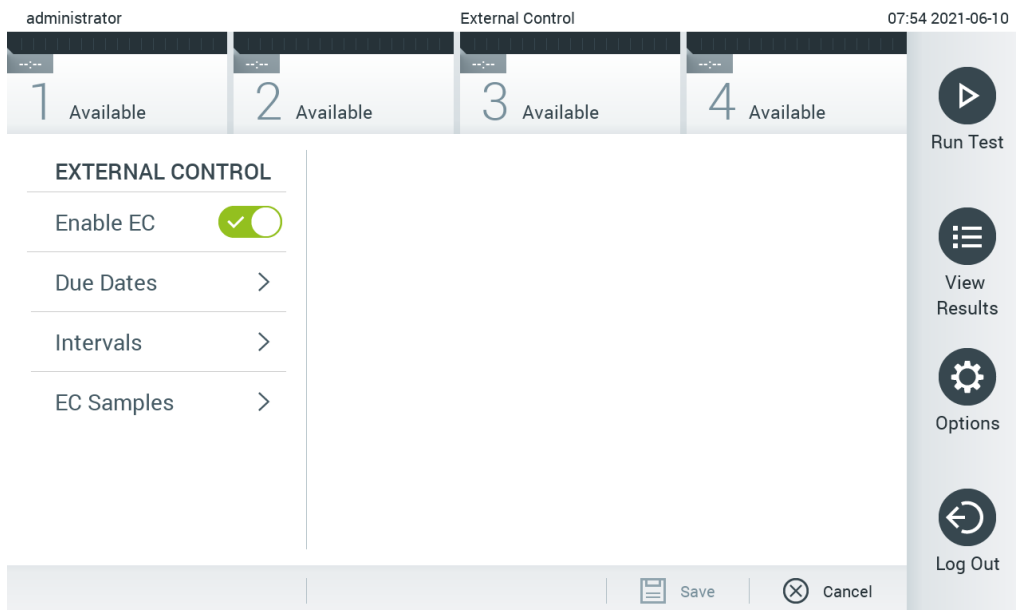 administrator External Control 07:54 2021-06-10
--:-- --:-- --:-- --:--
1 Available 2 Available 3 Available 4 Available
Run Test
EXTERNAL CONTROL
Enable EC
Due Dates
Intervals
EC Samples
View
Results
Options
Log Out
Save Cancel